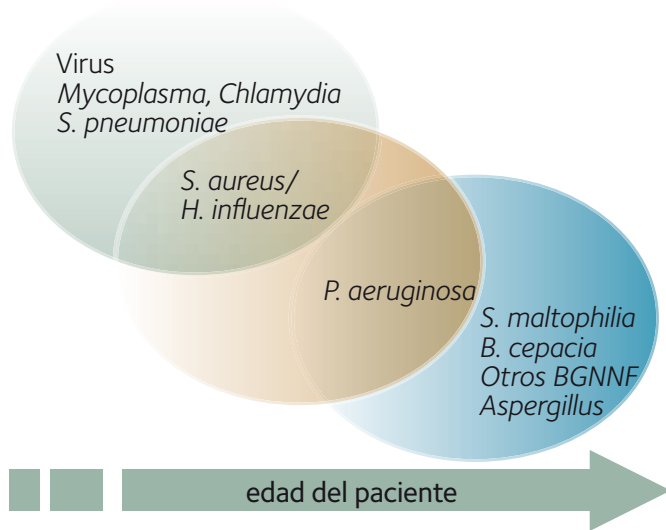 Virus
Mycoplasma, Chlamydia
S. pneumoniae
S. aureus/
H. influenzae
P. aeruginosa
S. maltophilia
B. cepacia
Otros BGNNF
Aspergillus
edad del paciente